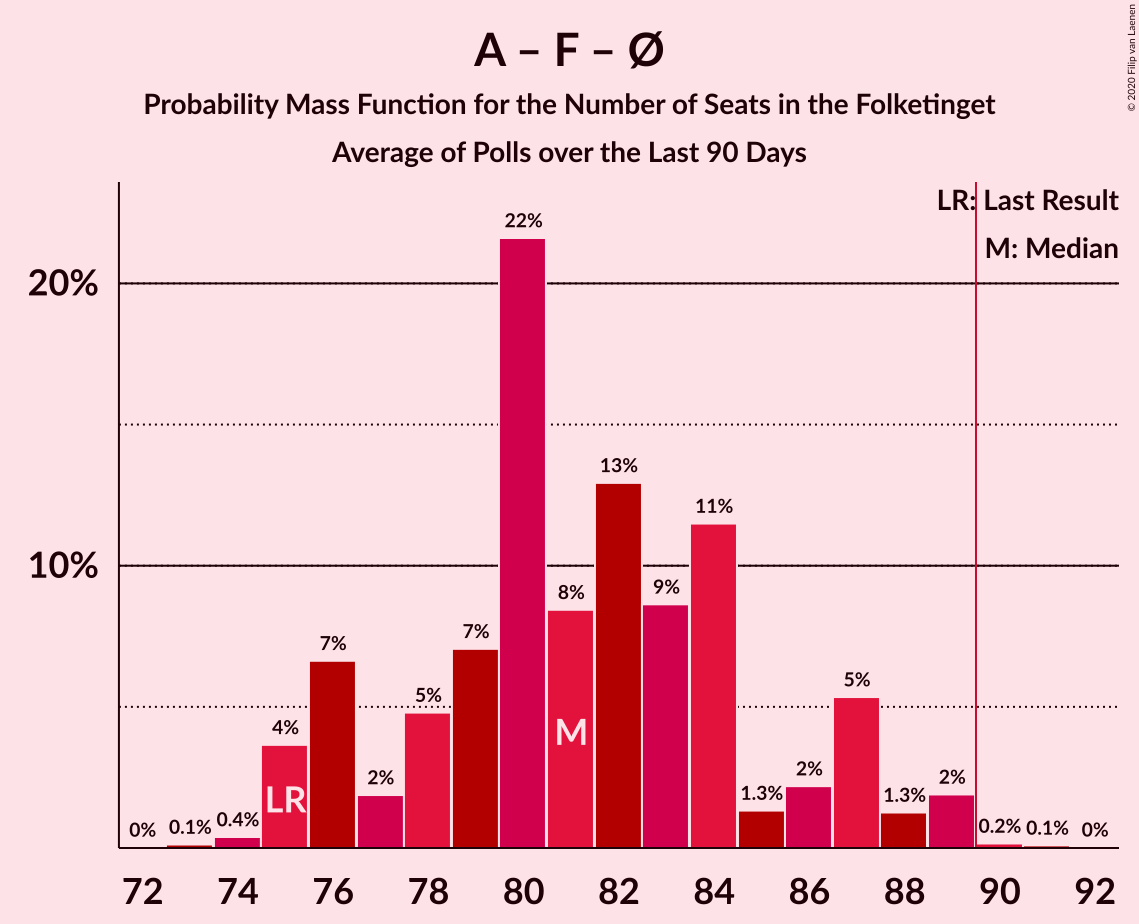 A – F – Ø
Probability Mass Function for the Number of Seats in the Folketinget
Average of Polls over the Last 90 Days
© 2020 Filip van Laenen
LR: Last Result
M: Median
20%
10%
0%
0.1%
0.4%
4%
7%
2%
5%
7%
22%
8%
13%
9%
11%
1.3%
2%
5%
1.3%
2%
0.2%
0.1%
0%
LR
M
72 74 76 78 80 82 84 86 88 90 92